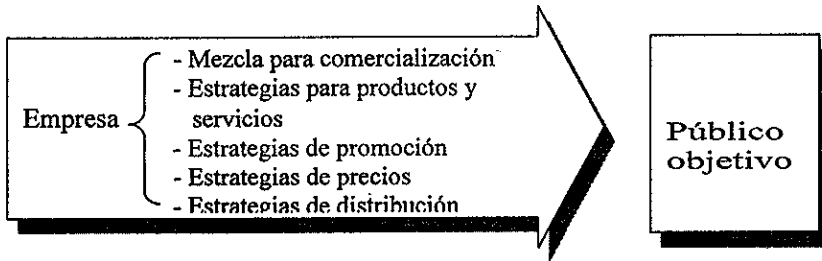 Empresa
- Mezcla para comercialización
- Estrategias para productos y
servicios
- Estrategias de promoción
- Estrategias de precios
- Estrategias de distribución
Público
objetivo